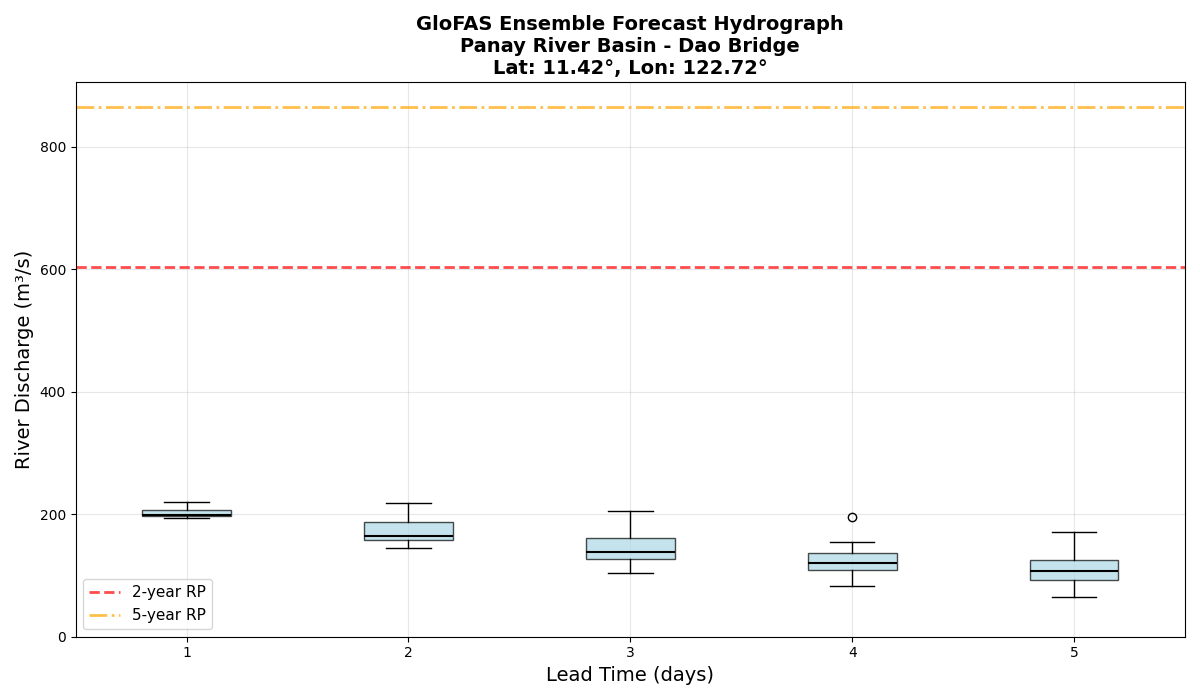 GloFAS Ensemble Forecast Hydrograph
Panay River Basin - Dao Bridge
Lat: 11.42°, Lon: 122.72°
River Discharge (m³/s)
800
600
400
200
0
2-year RP
5-year RP
1
2
3
4
5
Lead Time (days)